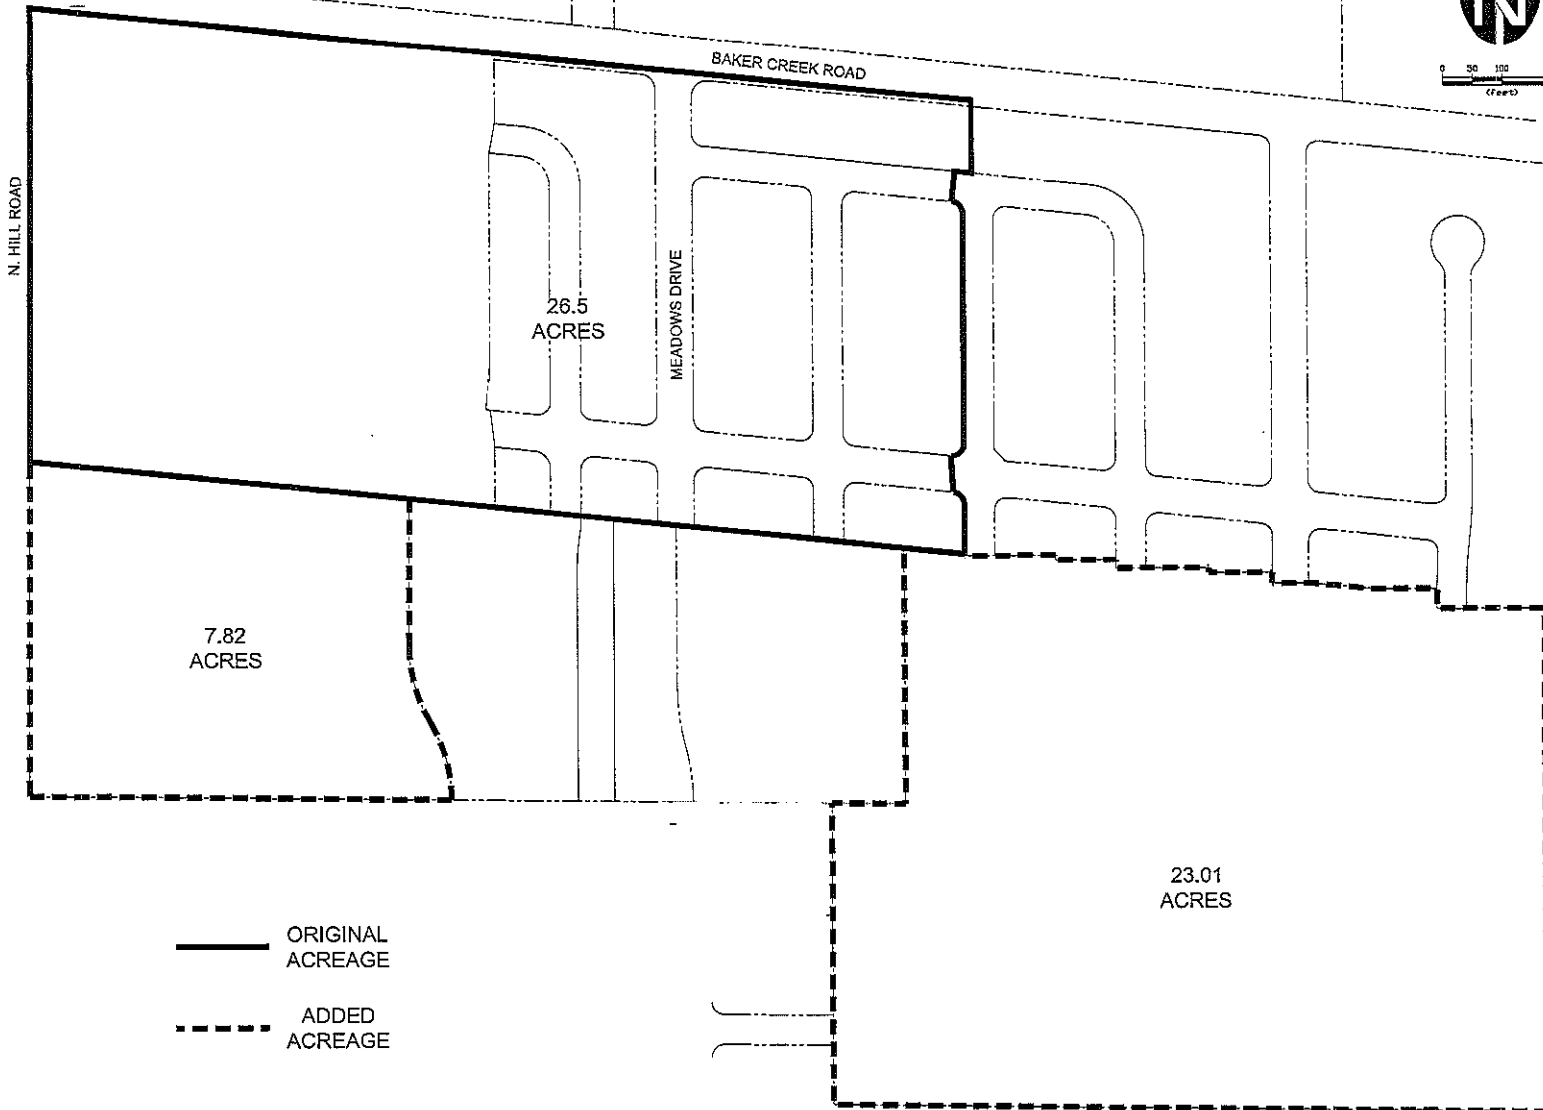 N
0 50 100
(Feet)
BAKER CREEK ROAD
N. HILL ROAD
MEADOWS DRIVE
26.5
ACRES
7.82
ACRES
23.01
ACRES
ORIGINAL
ACREAGE
ADDED
ACREAGE